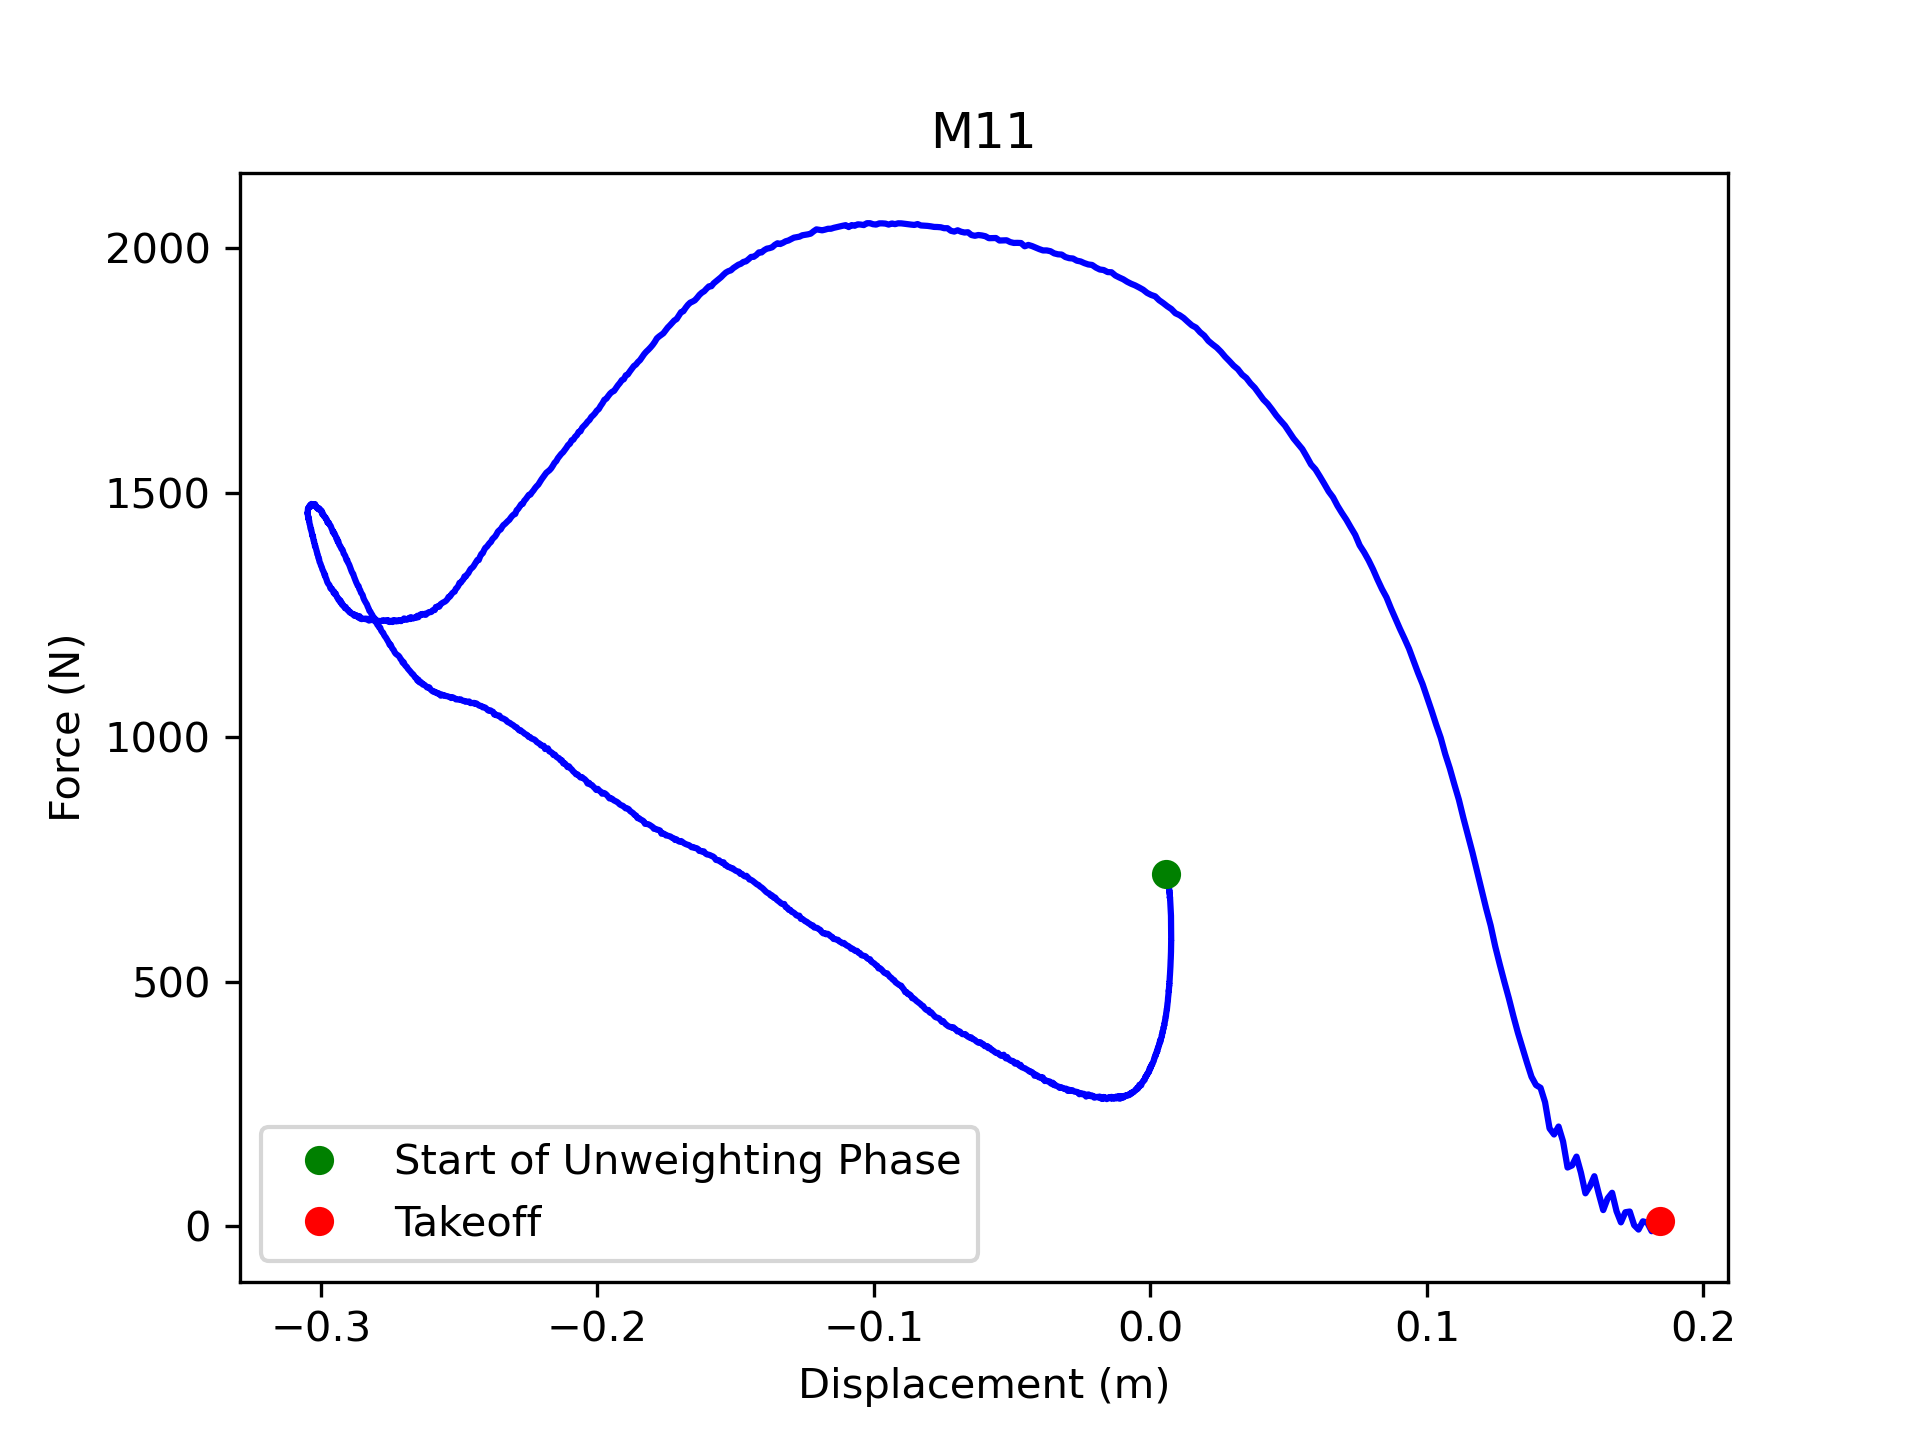 M11
2000
1500
1000
500
0
Force (N)
Start of Unweighting Phase
Takeoff
−0.3 −0.2 −0.1 0.0 0.1 0.2
Displacement (m)